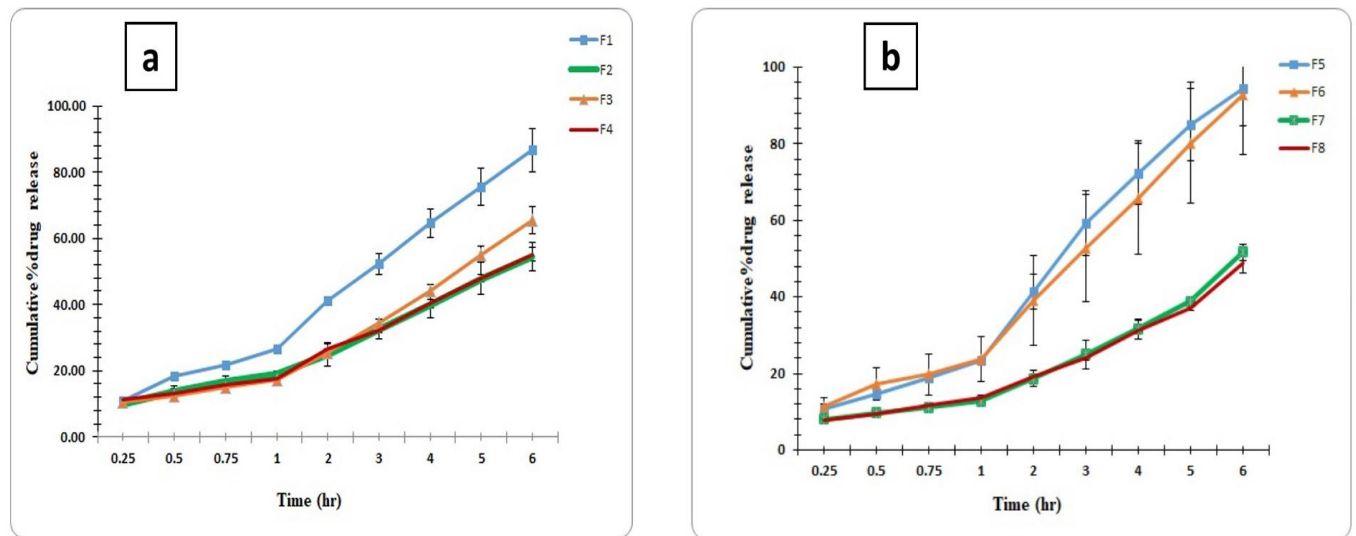 a
F1
F2
F3
F4
100.00
80.00
60.00
40.00
20.00
0.00
Cumulative%drug release
0.25 0.5 0.75 1 2 3 4 5 6
Time (hr)
b
F5
F6
F7
F8
100
80
60
40
20
0
Cumulative%drug release
0.25 0.5 0.75 1 2 3 4 5 6
Time (hr)